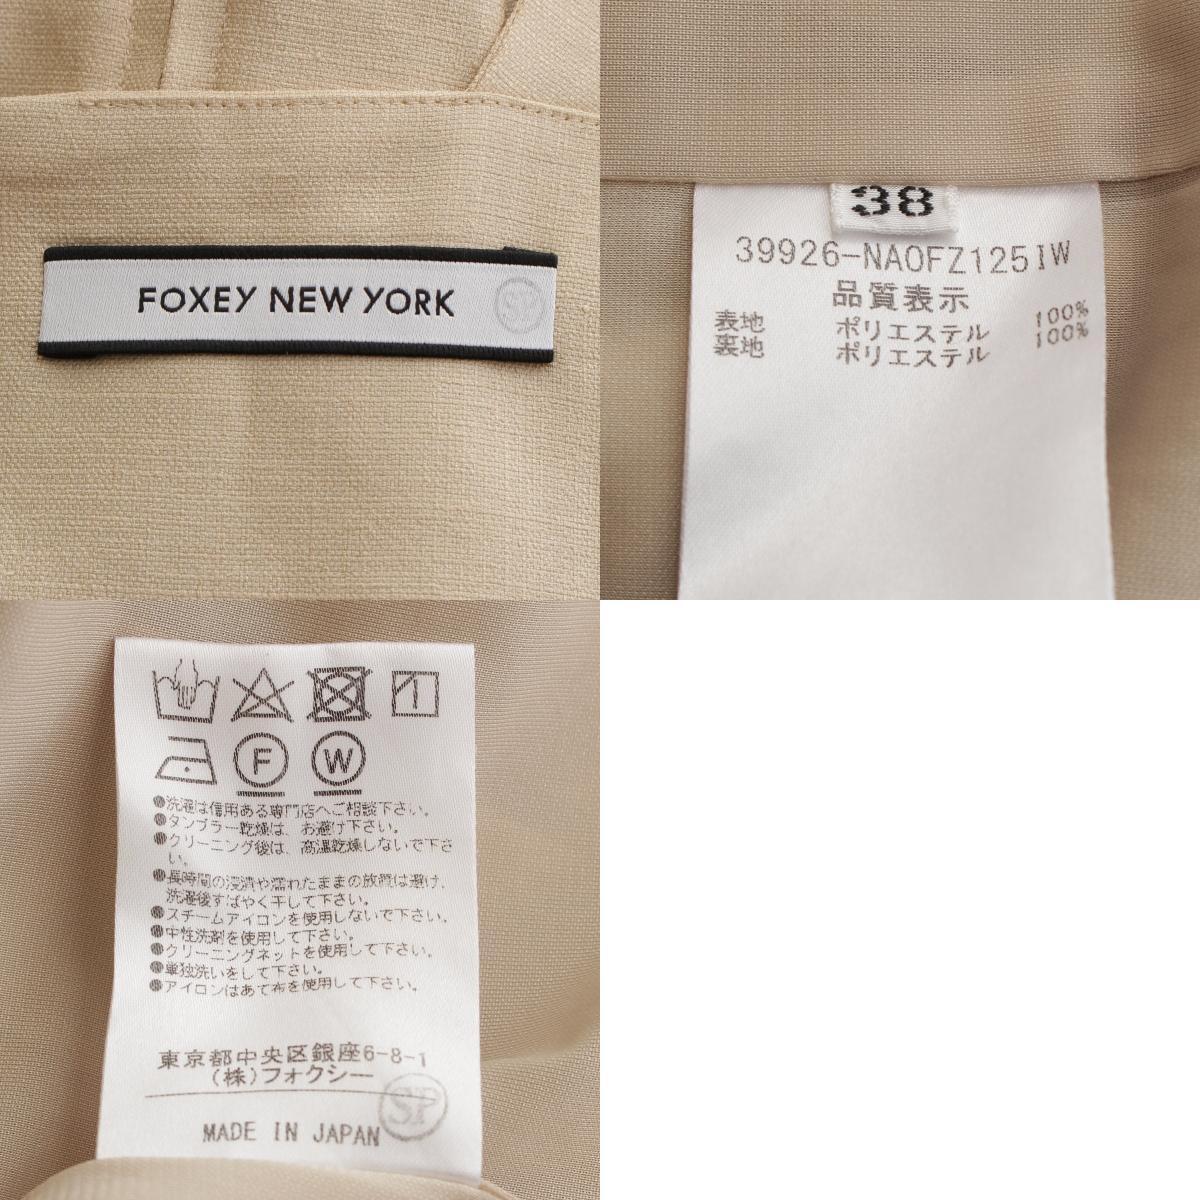 FOXEY NEW YORK
SP
38
39926-NAOFZ125IW
品質表示
表地 ポリエステル 100%
裏地 ポリエステル 100%
F W
●洗濯は信用ある専門店へご相談下さい。
●タンブラー乾燥は、お避け下さい。
●クリーニング後は、高温乾燥しないで下さ
い。
●長時間の浸漬や濡れたままの放置は避け、
洗濯後すばやく干して下さい。
●スチームアイロンを使用しないで下さい。
●中性洗剤を使用して下さい。
●クリーニングネットを使用して下さい。
●単独洗いをして下さい。
●アイロンはあて布を使用して下さい。
東京都中央区銀座6-8-1
(株)フォクシー
SP
MADE IN JAPAN